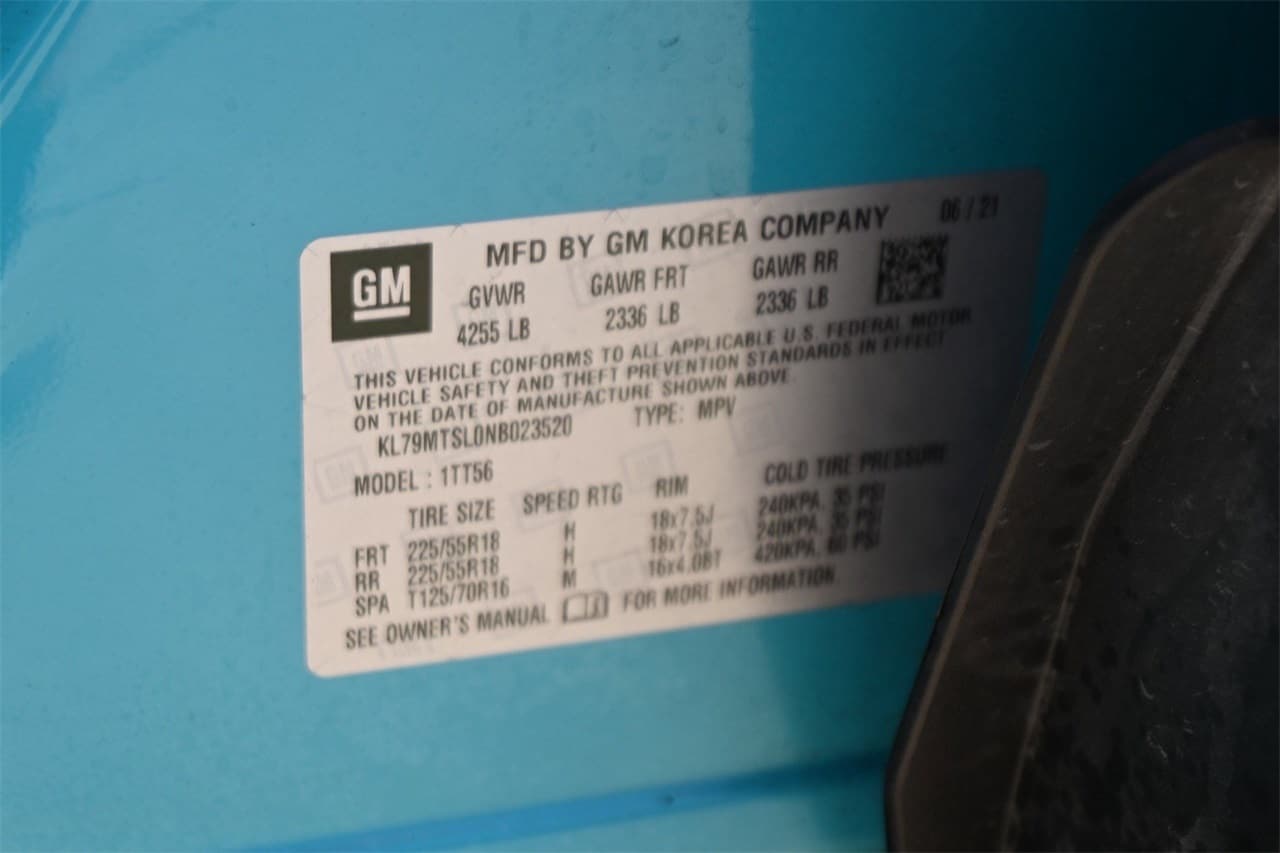 GM
MFD BY GM KOREA COMPANY 06/21
GVWR GAWR FRT GAWR RR
4255 LB 2336 LB 2336 LB
THIS VEHICLE CONFORMS TO ALL APPLICABLE U.S. FEDERAL MOTOR
VEHICLE SAFETY AND THEFT PREVENTION STANDARDS IN EFFECT
ON THE DATE OF MANUFACTURE SHOWN ABOVE
KL79MTSL0NB023520 TYPE: MPV
MODEL : 1TT56
TIRE SIZE SPEED RTG RIM COLD TIRE PRESSURE
FRT 225/55R18 H 18x7.5J 240KPA, 35 PSI
RR 225/55R18 H 18x7.5J 240KPA, 35 PSI
SPA T125/70R16 M 16x4.0BT 420KPA, 60 PSI
SEE OWNER'S MANUAL FOR MORE INFORMATION